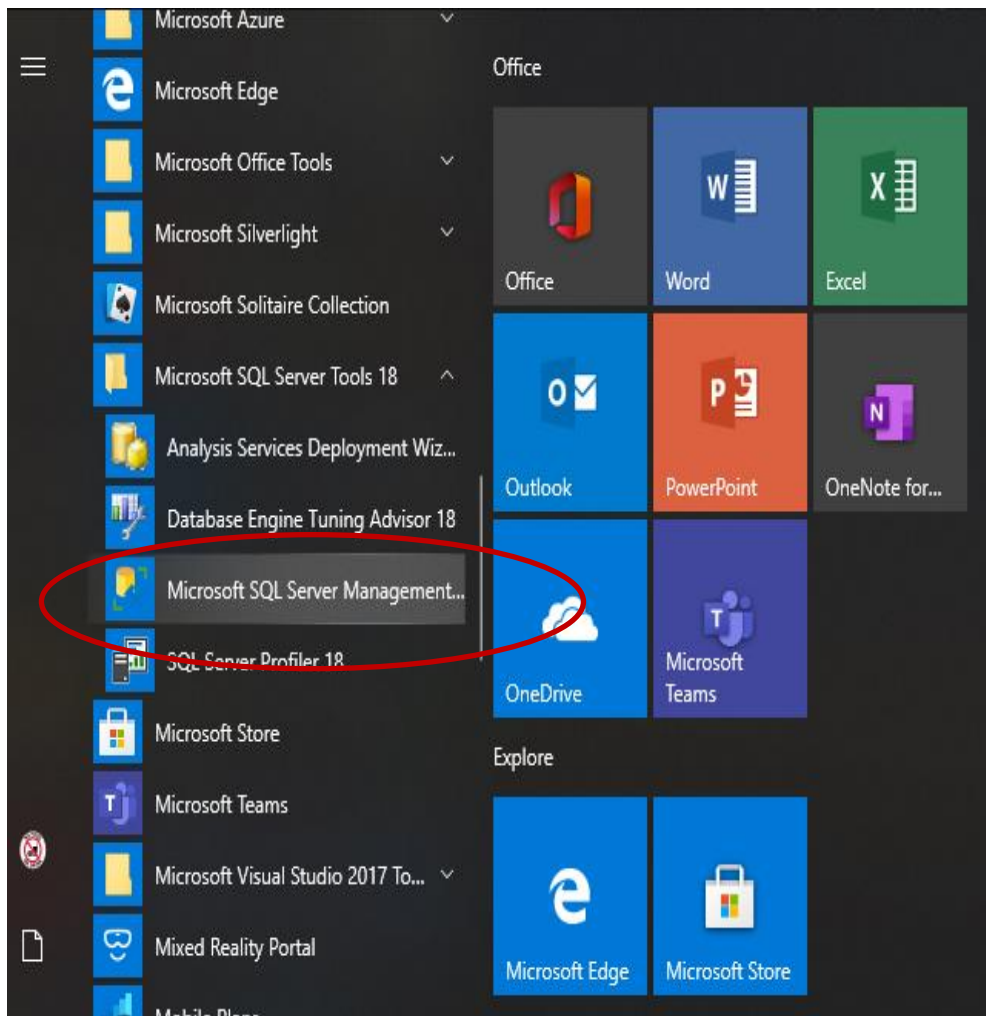 Microsoft Azure
Microsoft Edge
Microsoft Office Tools
Microsoft Silverlight
Microsoft Solitaire Collection
Microsoft SQL Server Tools 18
Analysis Services Deployment Wiz...
Database Engine Tuning Advisor 18
Microsoft SQL Server Management...
SQL Server Profiler 18
Microsoft Store
Microsoft Teams
Microsoft Visual Studio 2017 To...
Mixed Reality Portal
Mobile Plans
Office
Office
Word
Excel
Outlook
PowerPoint
OneNote for...
OneDrive
Microsoft
Teams
Explore
Microsoft Edge
Microsoft Store